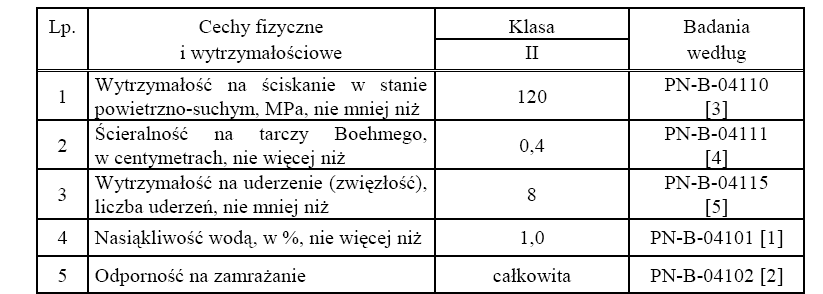 Lp. Cechy fizyczne i wytrzymałościowe Klasa Badania według
II
1 Wytrzymałość na ściskanie w stanie powietrzno-suchym, MPa, nie mniej niż 120 PN-B-04110 [3]
2 Ścieralność na tarczy Boehmego, w centymetrach, nie więcej niż 0,4 PN-B-04111 [4]
3 Wytrzymałość na uderzenie (zwięzłość), liczba uderzeń, nie mniej niż 8 PN-B-04115 [5]
4 Nasiąkliwość wodą, w %, nie więcej niż 1,0 PN-B-04101 [1]
5 Odporność na zamrażanie całkowita PN-B-04102 [2]